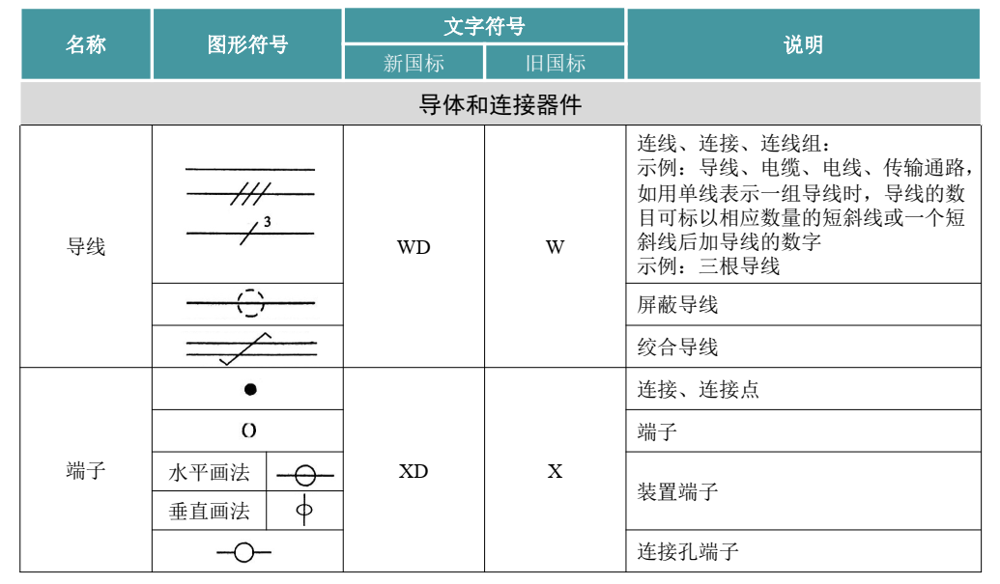 名称
图形符号
文字符号
说明
新国标
旧国标
导体和连接器件
导线
3
WD
W
连线、连接、连线组：
示例：导线、电缆、电线、传输通路，
如用单线表示一组导线时，导线的数
目可标以相应数量的短斜线或一个短
斜线后加导线的数字
示例：三根导线
屏蔽导线
绞合导线
端子
XD
X
连接、连接点
端子
水平画法
垂直画法
装置端子
连接孔端子